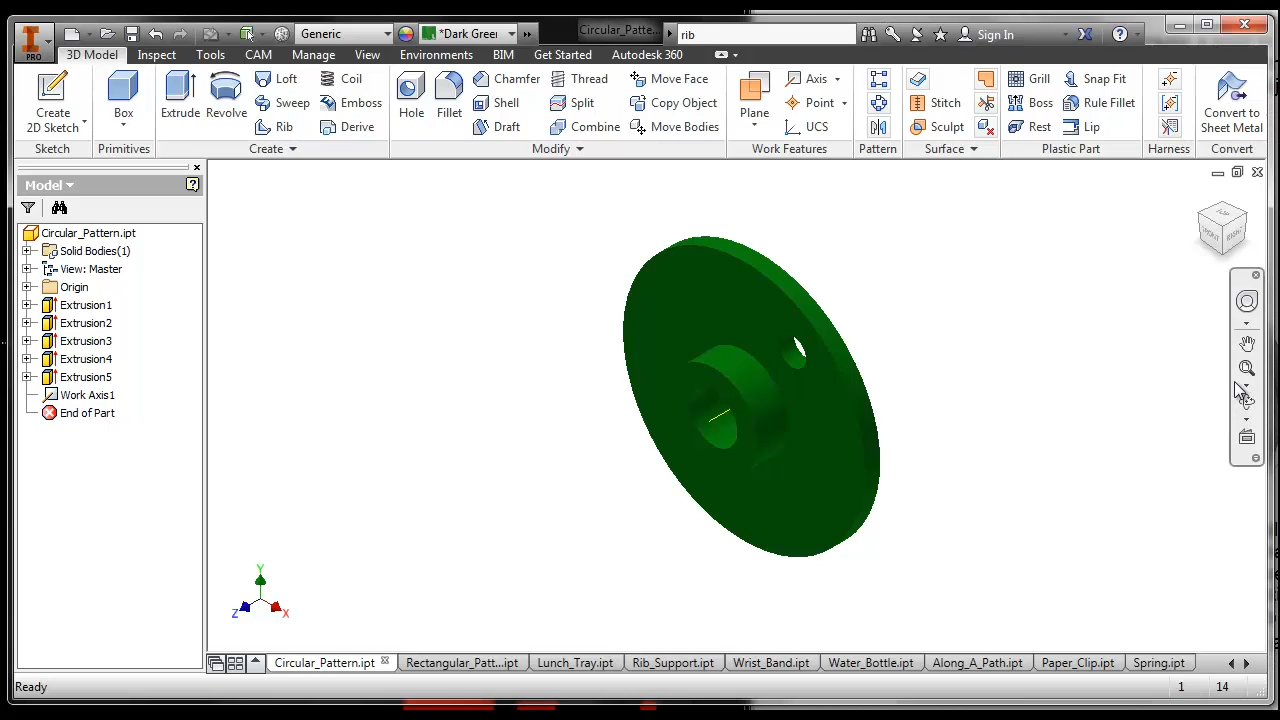 PRO
Generic
*Dark Gree
Circular_Patte...
rib
Sign In
3D Model
Inspect
Tools
CAM
Manage
View
Environments
BIM
Get Started
Autodesk 360
Create
2D Sketch
Box
Extrude
Revolve
Loft
Sweep
Rib
Coil
Emboss
Derive
Hole
Fillet
Chamfer
Shell
Draft
Thread
Split
Combine
Move Face
Copy Object
Move Bodies
Plane
Axis
Point
UCS
Stitch
Sculpt
Grill
Boss
Rest
Snap Fit
Rule Fillet
Lip
Convert to
Sheet Metal
Sketch
Primitives
Create
Modify
Work Features
Pattern
Surface
Plastic Part
Harness
Convert
Model
Circular_Pattern.ipt
Solid Bodies(1)
View: Master
Origin
Extrusion1
Extrusion2
Extrusion3
Extrusion4
Extrusion5
Work Axis1
End of Part
TOP
FRONT
RIGHT
Y
Z
X
Circular_Pattern.ipt
Rectangular_Patt...ipt
Lunch_Tray.ipt
Rib_Support.ipt
Wrist_Band.ipt
Water_Bottle.ipt
Along_A_Path.ipt
Paper_Clip.ipt
Spring.ipt
Ready
1
14